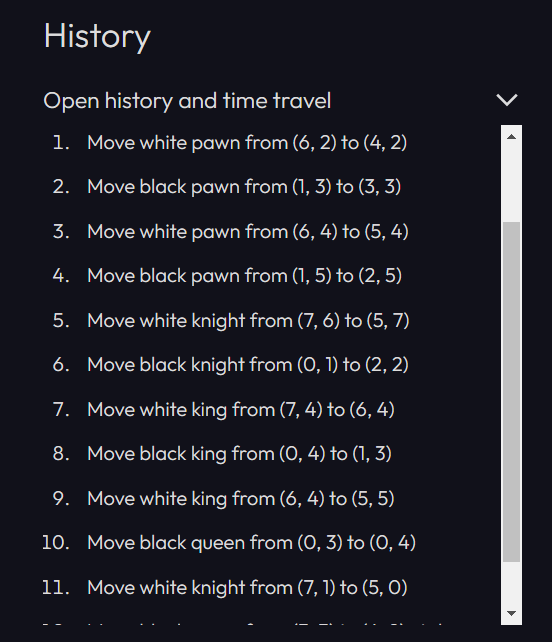 History
Open history and time travel
1. Move white pawn from (6, 2) to (4, 2)
2. Move black pawn from (1, 3) to (3, 3)
3. Move white pawn from (6, 4) to (5, 4)
4. Move black pawn from (1, 5) to (2, 5)
5. Move white knight from (7, 6) to (5, 7)
6. Move black knight from (0, 1) to (2, 2)
7. Move white king from (7, 4) to (6, 4)
8. Move black king from (0, 4) to (1, 3)
9. Move white king from (6, 4) to (5, 5)
10. Move black queen from (0, 3) to (0, 4)
11. Move white knight from (7, 1) to (5, 0)